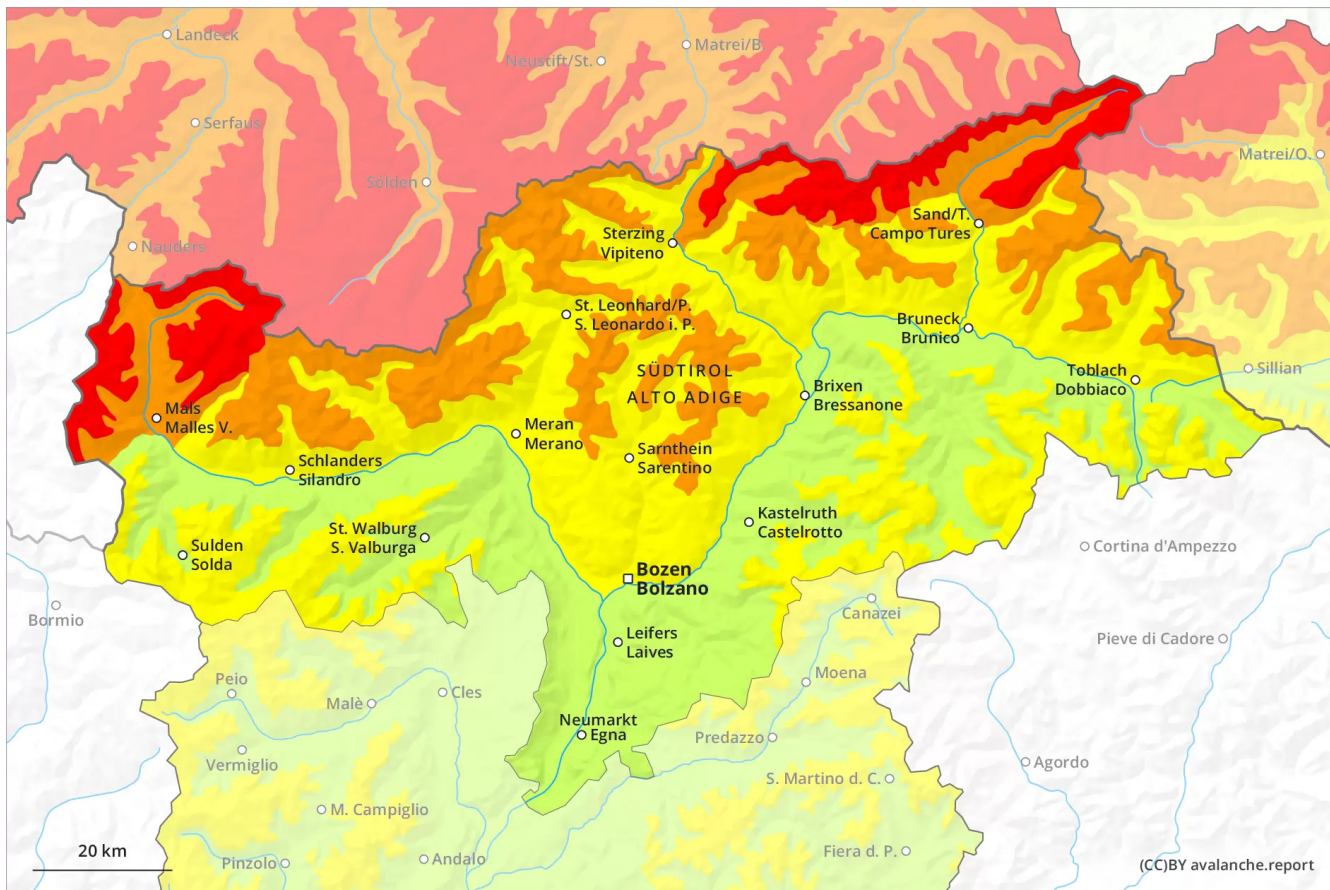 Landeck
Matrei/B.
Neustift/St.
Serfaus
Sölden
Matrei/O.
Nauders
Sand/T.
Campo Tures
Sterzing
Vipiteno
St. Leonhard/P.
S. Leonardo i. P.
Bruneck
Brunico
SÜDTIROL
ALTO ADIGE
Toblach
Dobbiaco
Sillian
Brixen
Bressanone
Mals
Malles V.
Meran
Merano
Schlanders
Silandro
Sarnthein
Sarentino
Kastelruth
Castelrotto
St. Walburg
S. Valburga
Sulden
Solda
Cortina d'Ampezzo
Bozen
Bolzano
Bormio
Canazei
Leifers
Laives
Pieve di Cadore
Moena
Peio
Malè
Cles
Neumarkt
Egna
Predazzo
Vermiglio
Agordo
S. Martino d. C.
M. Campiglio
20 km
Pinzolo
Andalo
Fiera d. P.
(CC)BY avalanche.report